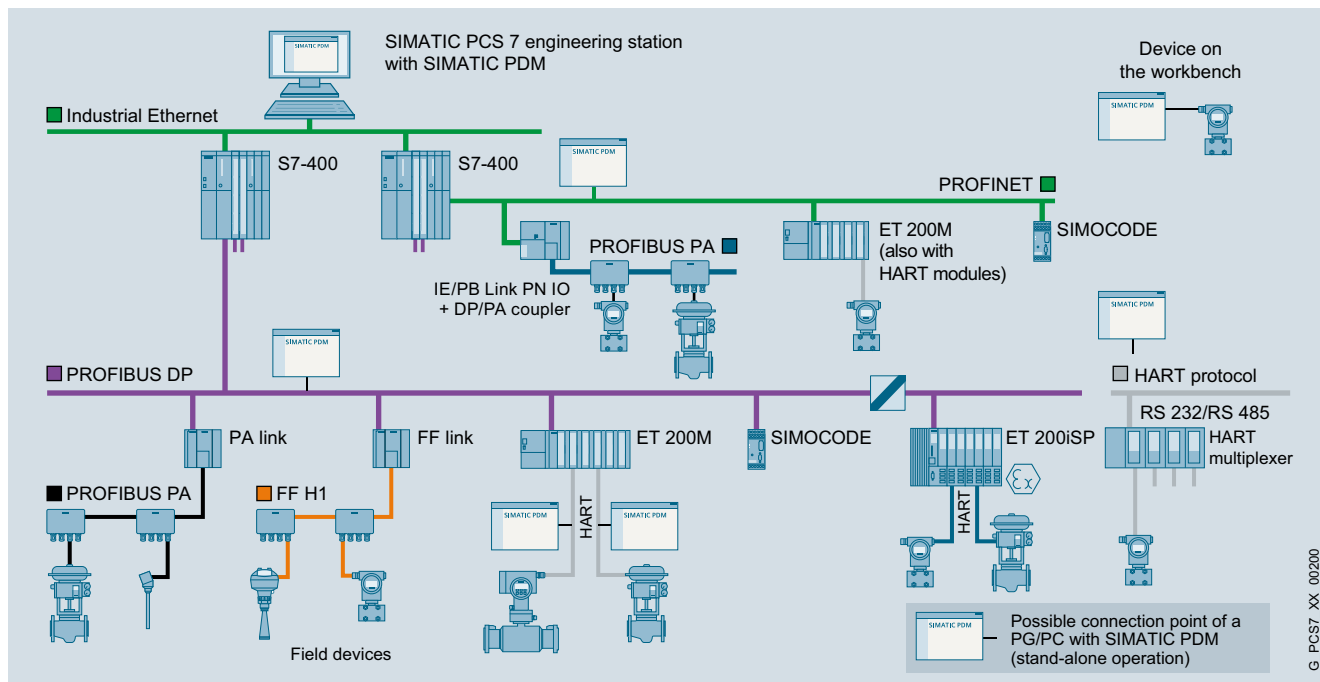 SIMATIC PDM
SIMATIC PCS 7 engineering station
with SIMATIC PDM
Device on
the workbench
SIMATIC PDM
Industrial Ethernet
S7-400
S7-400
SIMATIC PDM
PROFINET
ET 200M
(also with
HART modules)
SIMOCODE
PROFIBUS PA
IE/PB Link PN IO
+ DP/PA coupler
SIMATIC PDM
SIMATIC PDM
PROFIBUS DP
HART protocol
RS 232/RS 485
HART
multiplexer
PA link
FF link
ET 200M
SIMOCODE
ET 200iSP
Ex
PROFIBUS PA
FF H1
SIMATIC PDM
HART
SIMATIC PDM
HART
Field devices
SIMATIC PDM
Possible connection point of a
PG/PC with SIMATIC PDM
(stand-alone operation)
G_PCS7_XX_00200